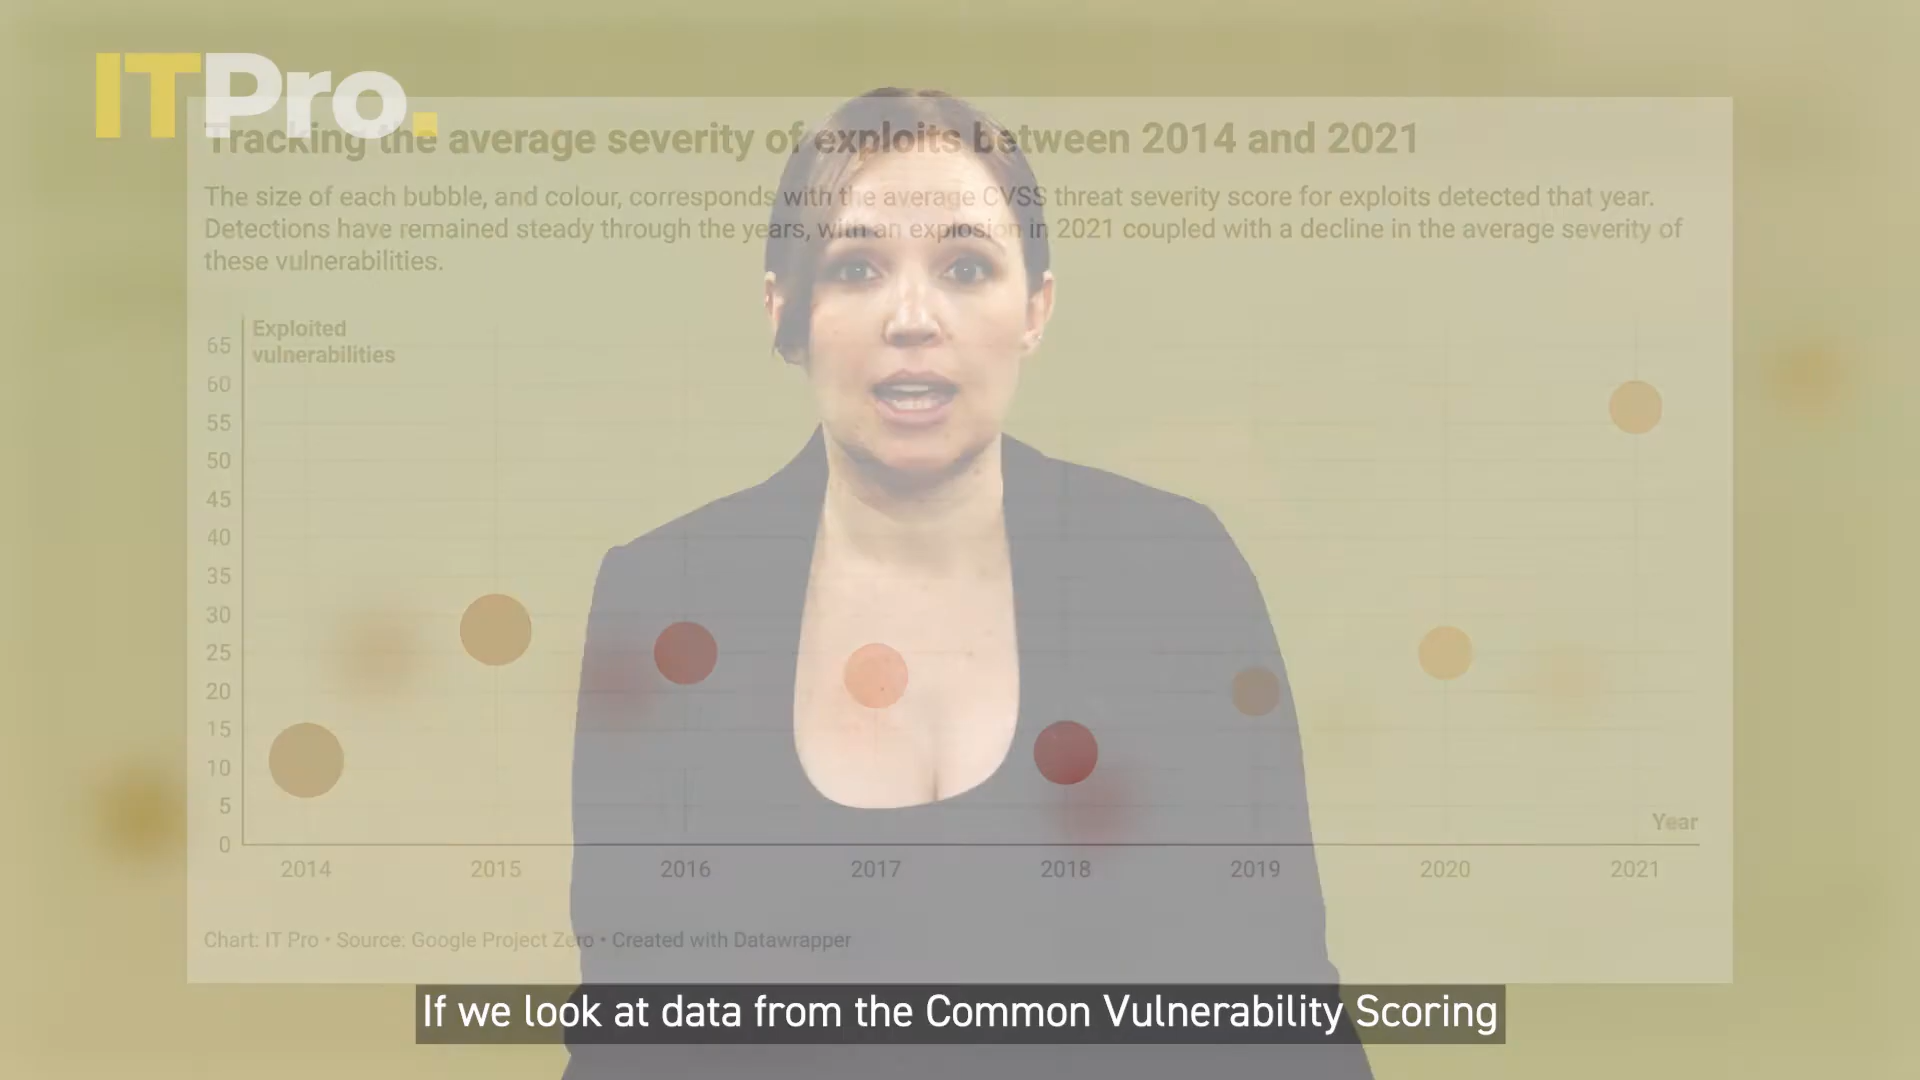 ITPro.
Tracking the average severity of exploits between 2014 and 2021
The size of each bubble, and colour, corresponds with the average CVSS threat severity score for exploits detected that year.
Detections have remained steady through the years, with an explosion in 2021 coupled with a decline in the average severity of
these vulnerabilities.
Exploited
vulnerabilities
65
60
55
50
45
40
35
30
25
20
15
10
5
0
Year
2014 2015 2016 2017 2018 2019 2020 2021
Chart: IT Pro • Source: Google Project Zero • Created with Datawrapper
If we look at data from the Common Vulnerability Scoring